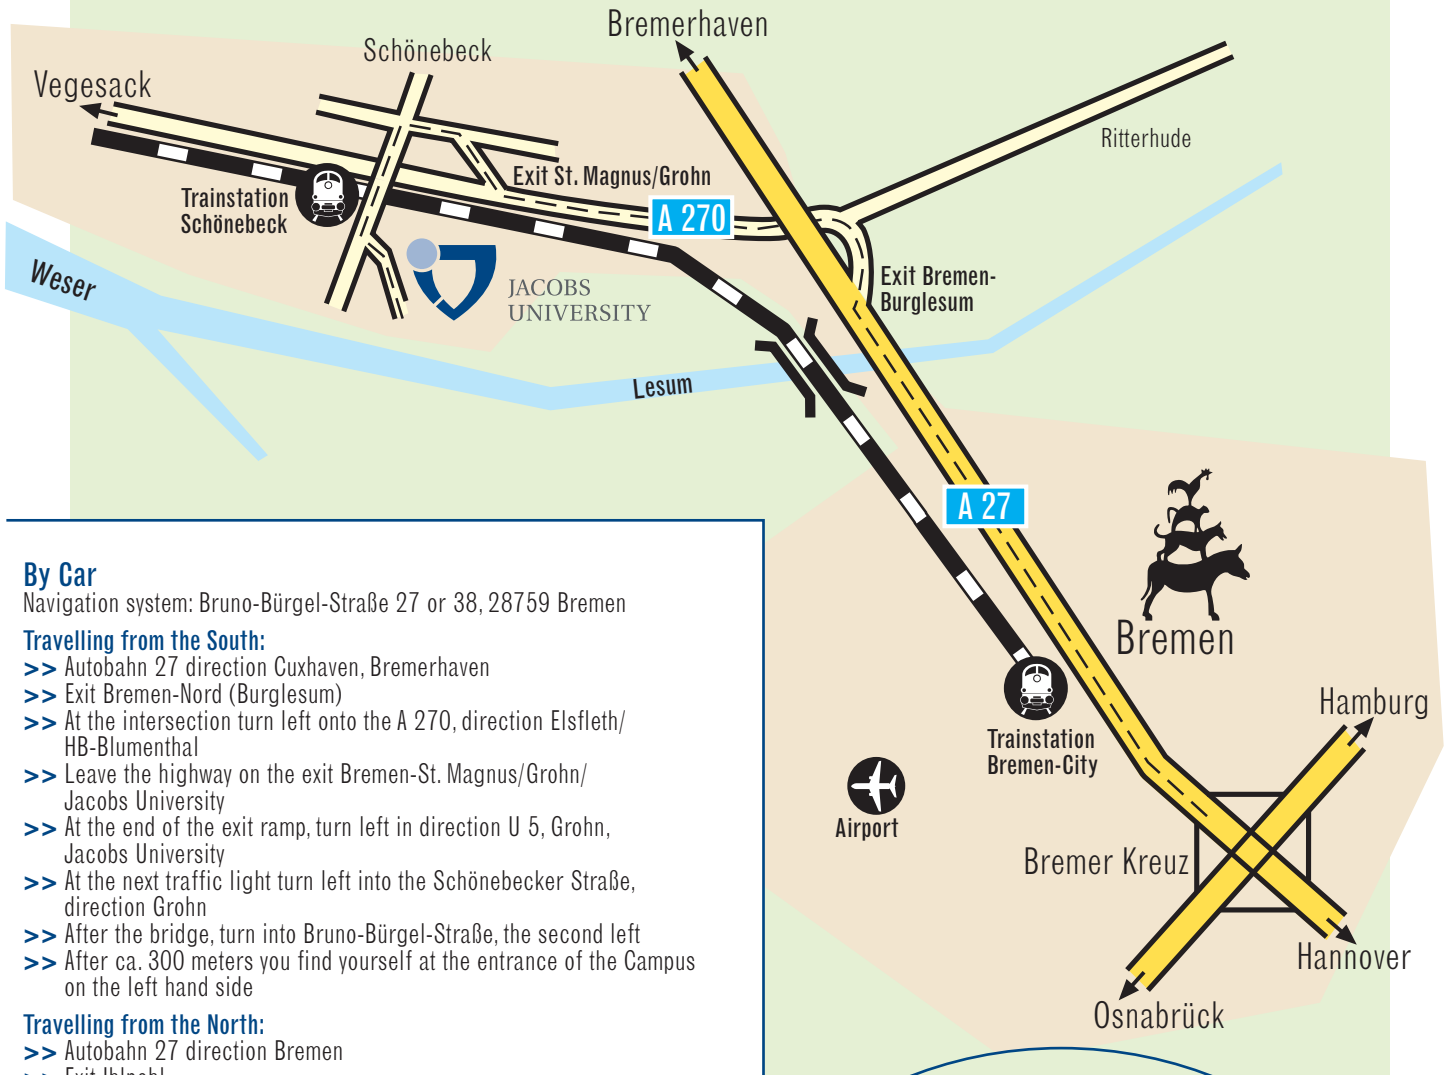 Bremerhaven
Schönebeck
Vegesack
Ritterhude
Exit St. Magnus/Grohn
Trainstation
Schönebeck
A 270
Weser
JACOBS
UNIVERSITY
Exit Bremen-
Burglesum
Lesum
A 27
Bremen
Hamburg
Trainstation
Bremen-City
Airport
Bremer Kreuz
Hannover
Osnabrück
By Car
Navigation system: Bruno-Bürgel-Straße 27 or 38, 28759 Bremen
Travelling from the South:
>> Autobahn 27 direction Cuxhaven, Bremerhaven
>> Exit Bremen-Nord (Burglesum)
>> At the intersection turn left onto the A 270, direction Elsfleth/
HB-Blumenthal
>> Leave the highway on the exit Bremen-St. Magnus/Grohn/
Jacobs University
>> At the end of the exit ramp, turn left in direction U 5, Grohn,
Jacobs University
>> At the next traffic light turn left into the Schönebecker Straße,
direction Grohn
>> After the bridge, turn into Bruno-Bürgel-Straße, the second left
>> After ca. 300 meters you find yourself at the entrance of the Campus
on the left hand side
Travelling from the North:
>> Autobahn 27 direction Bremen
>> Exit Ihlpohl